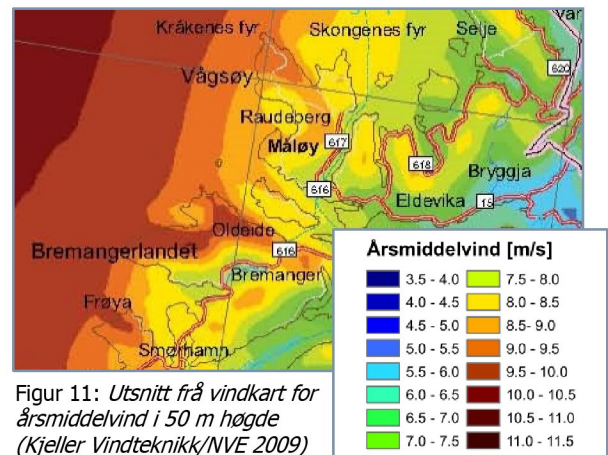 Kråkenes fyr
Skongenes fyr
Selje
Vår
620
Vågsøy
Raudeberg
Måløy
617
618
Bryggja
616
15
Eldevika
Oldeide
Bremangerlandet
616
Bremanger
Frøya
Smørhamn
Årsmiddelvind [m/s]
3.5 - 4.0 7.5 - 8.0
4.0 - 4.5 8.0 - 8.5
4.5 - 5.0 8.5- 9.0
5.0 - 5.5 9.0 - 9.5
5.5 - 6.0 9.5 - 10.0
6.0 - 6.5 10.0 - 10.5
6.5 - 7.0 10.5 - 11.0
7.0 - 7.5 11.0 - 11.5
Figur 11: Utsnitt frå vindkart for
årsmiddelvind i 50 m høgde
(Kjeller Vindteknikk/NVE 2009)